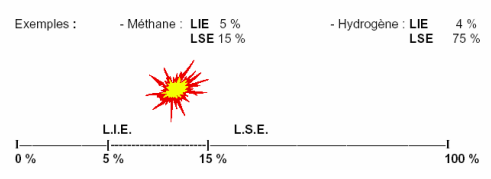 Exemples : - Méthane : LIE 5 % - Hydrogène : LIE 4 %
LSE 15 % LSE 75 %
L.I.E. L.S.E.
0 % 5 % 15 % 100 %